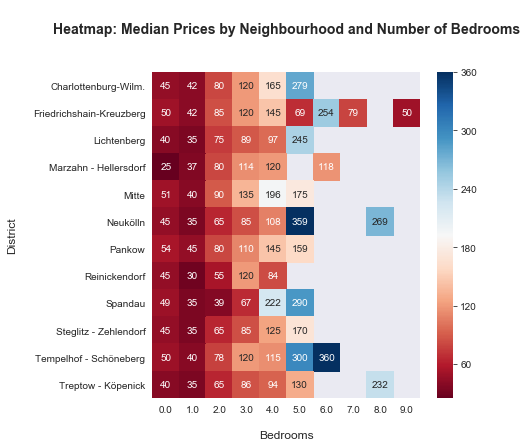 Heatmap: Median Prices by Neighbourhood and Number of Bedrooms
District
Charlottenburg-Wilm. 45 42 80 120 165 279
Friedrichshain-Kreuzberg 50 42 85 120 145 69 254 79 50
Lichtenberg 40 35 75 89 97 245
Marzahn - Hellersdorf 25 37 80 114 120 118
Mitte 51 40 90 135 196 175
Neukölln 45 35 65 85 108 359 269
Pankow 54 45 80 110 145 159
Reinickendorf 45 30 55 120 84
Spandau 49 35 39 67 222 290
Steglitz - Zehlendorf 45 35 65 85 125 170
Tempelhof - Schöneberg 50 40 78 120 115 300 360
Treptow - Köpenick 40 35 65 86 94 130 232
0.0 1.0 2.0 3.0 4.0 5.0 6.0 7.0 8.0 9.0
Bedrooms
360
300
240
180
120
60